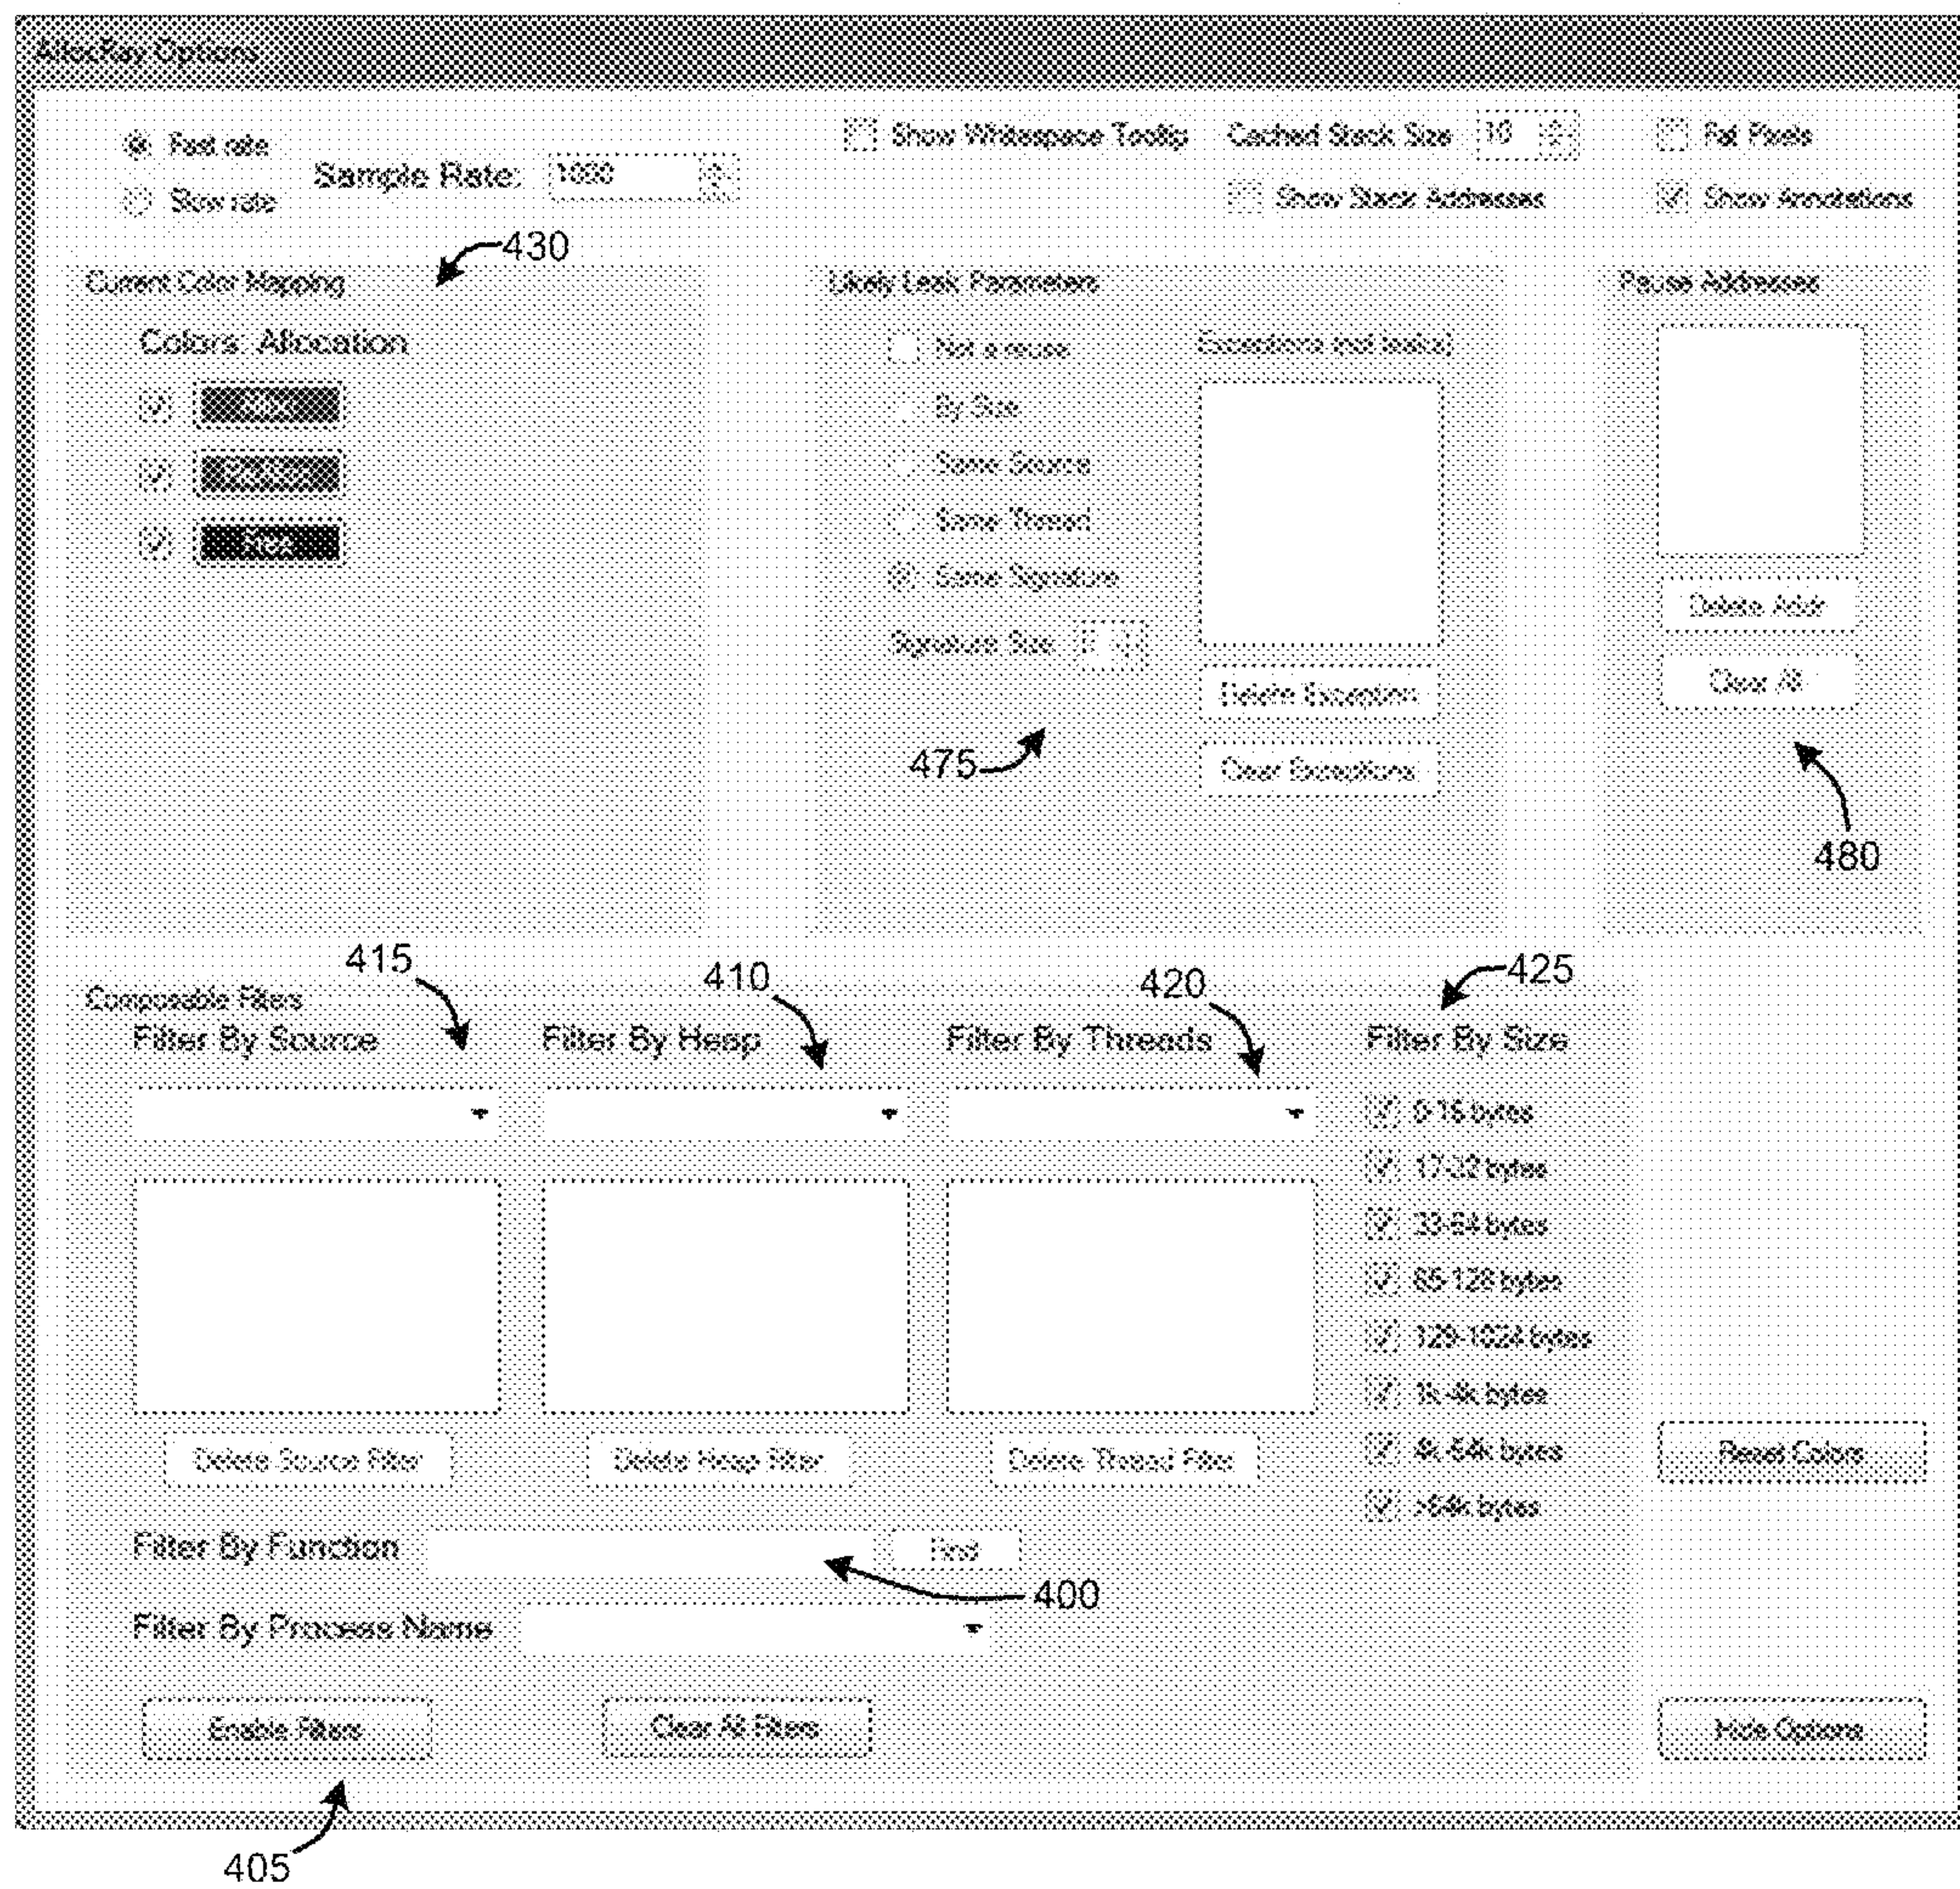 AllocRay Options
Fast rate
Slow rate
Sample Rate: 1000
Show Whitespace Tooltip
Cached Stack Size 10
Show Stack Addresses
Fat Pixels
Show Annotations
430
Current Color Mapping
Colors: Allocation
Max
Likely Leak Parameters
Not a reuse
By Size
Same Source
Same Thread
Same Signature
Signature Size
Exceptions (not leaks)
Delete Exception
Clear Exceptions
475
Pause Addresses
Delete Addr
Clear All
480
415
410
420
425
Composable Filters
Filter By Source
Filter By Heap
Filter By Threads
Filter By Size
0-16 bytes
17-32 bytes
33-64 bytes
65-128 bytes
129-1024 bytes
1k-4k bytes
4k-64k bytes
>64k bytes
Delete Source Filter
Delete Heap Filter
Delete Thread Filter
Reset Colors
Filter By Function
Find
400
Filter By Process Name
Enable Filters
Clear All Filters
Hide Options
405